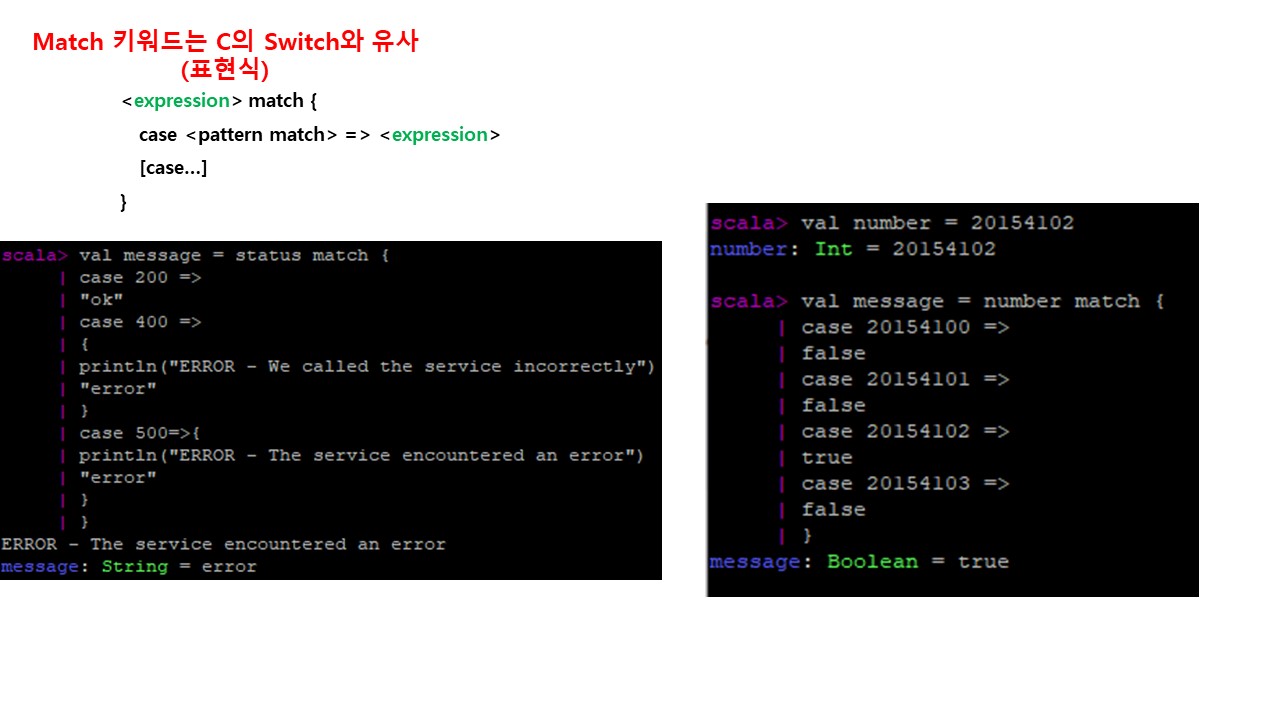 Match 키워드는 C의 Switch와 유사
(표현식)
<expression> match {
case <pattern match> => <expression>
[case...]
}
scala> val message = status match {
| case 200 =>
| "ok"
| case 400 =>
| {
| println("ERROR - We called the service incorrectly")
| "error"
| }
| case 500=>{
| println("ERROR - The service encountered an error")
| "error"
| }
| }
ERROR - The service encountered an error
message: String = error
scala> val number = 20154102
number: Int = 20154102
scala> val message = number match {
| case 20154100 =>
| false
| case 20154101 =>
| false
| case 20154102 =>
| true
| case 20154103 =>
| false
| }
message: Boolean = true